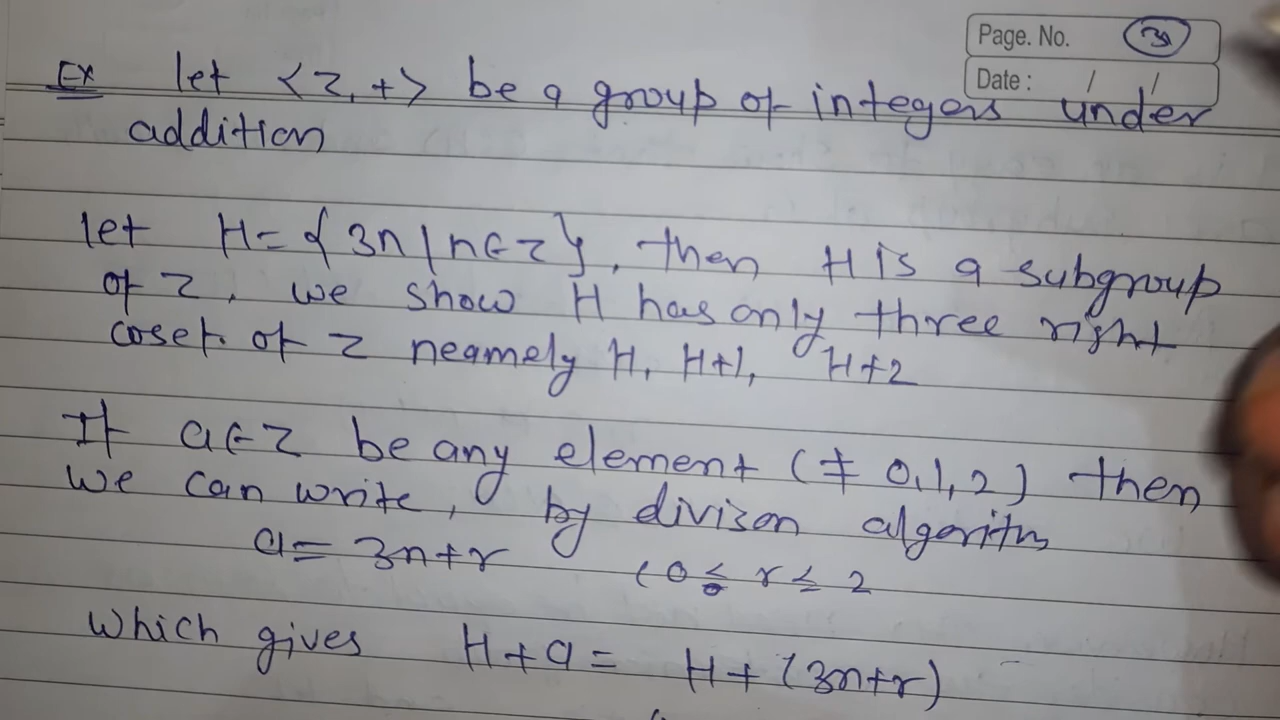 Page. No. 31
Date : / /
Ex let <Z, +> be a group of integers under
addition
let H = {3n | n ∈ Z}, then H is a subgroup
of Z, we show H has only three right
coset of Z neamely H, H+1, H+2
If a ∈ Z be any element (≠ 0,1,2) then
we can write, by divison algorithm
a = 3n+r (0 ≤ r ≤ 2
which gives H+a = H+(3n+r)